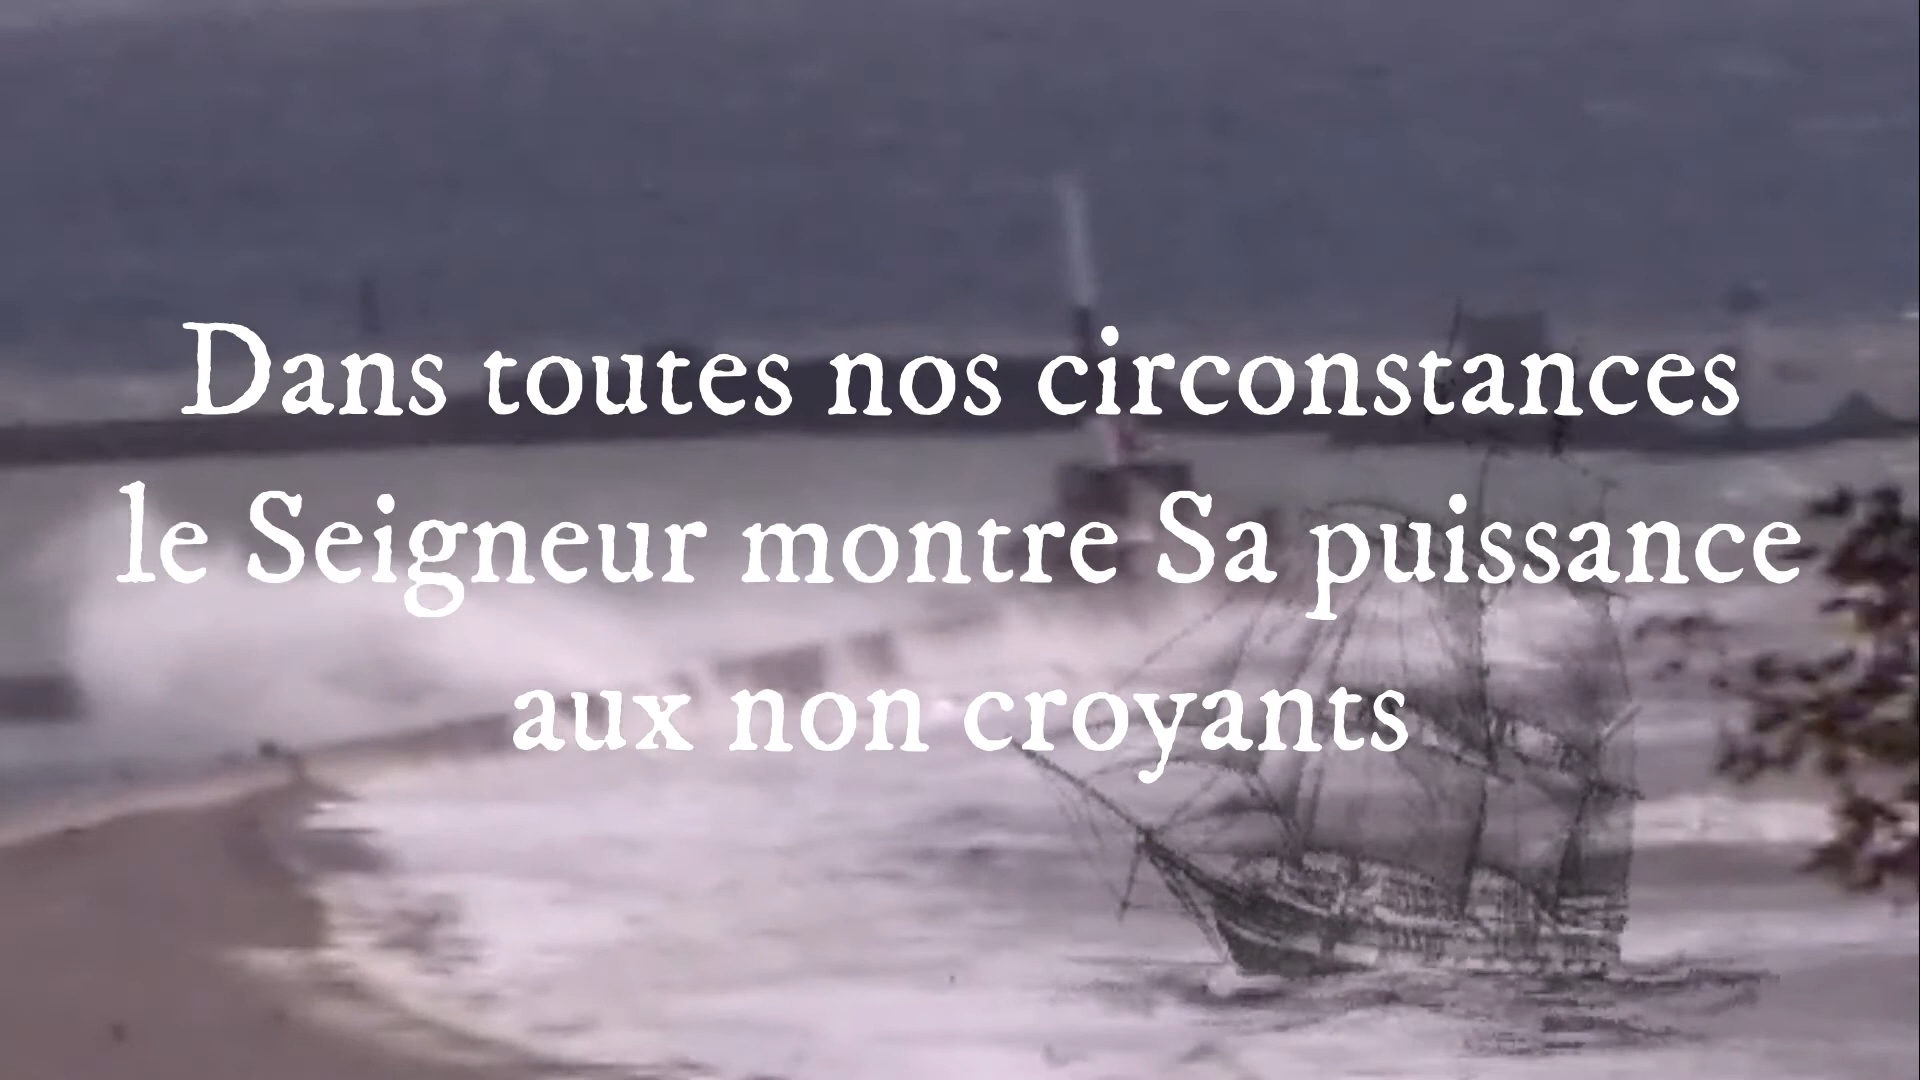 Dans toutes nos circonstances
le Seigneur montre Sa puissance
aux non croyants